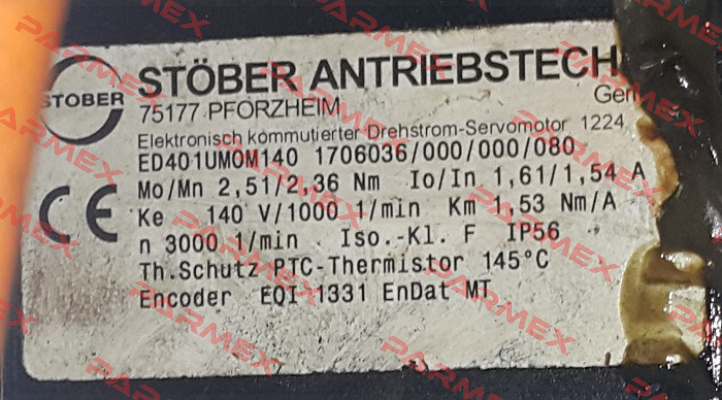 STÖBER
STÖBER ANTRIEBSTECH
75177 PFORZHEIM
Ger
Elektronisch kommutierter Drehstrom-Servomotor 1224
ED401UM0M140 1706036/000/000/080
Mo/Mn 2,51/2,36 Nm Io/In 1,61/1,54 A
Ke 140 V/1000 1/min Km 1,53 Nm/A
n 3000 1/min Iso.-Kl. F IP56
Th.Schutz PTC-Thermistor 145°C
Encoder EQI 1331 EnDat MT
CE
PARMEX